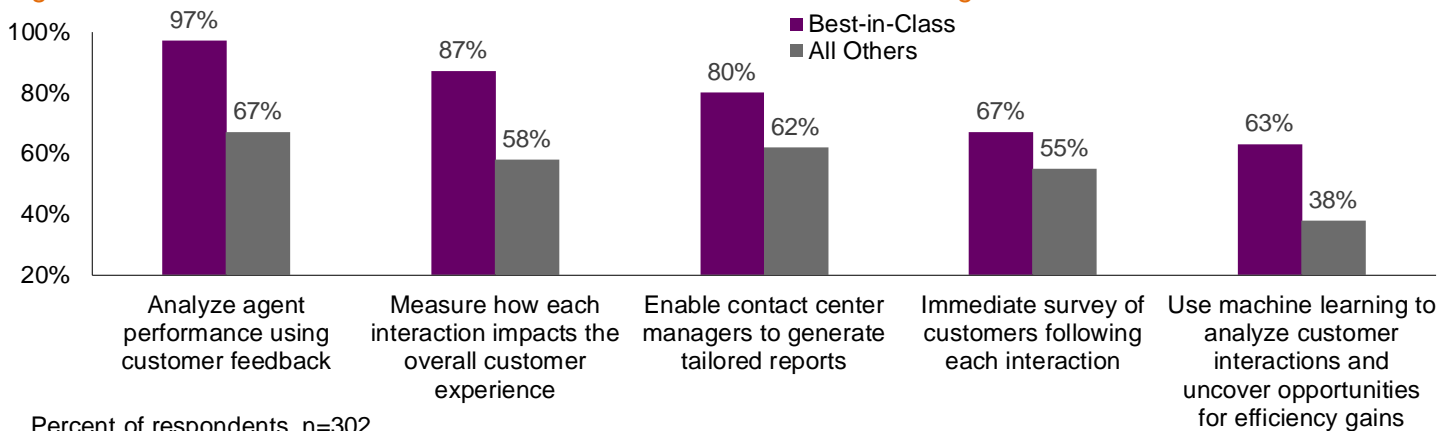 100%
80%
60%
40%
20%
97%
67%
87%
58%
80%
62%
67%
55%
63%
38%
Best-in-Class
All Others
Analyze agent
performance using
customer feedback
Measure how each
interaction impacts the
overall customer
experience
Enable contact center
managers to generate
tailored reports
Immediate survey of
customers following
each interaction
Use machine learning to
analyze customer
interactions and
uncover opportunities
for efficiency gains
Percent of respondents, n=302